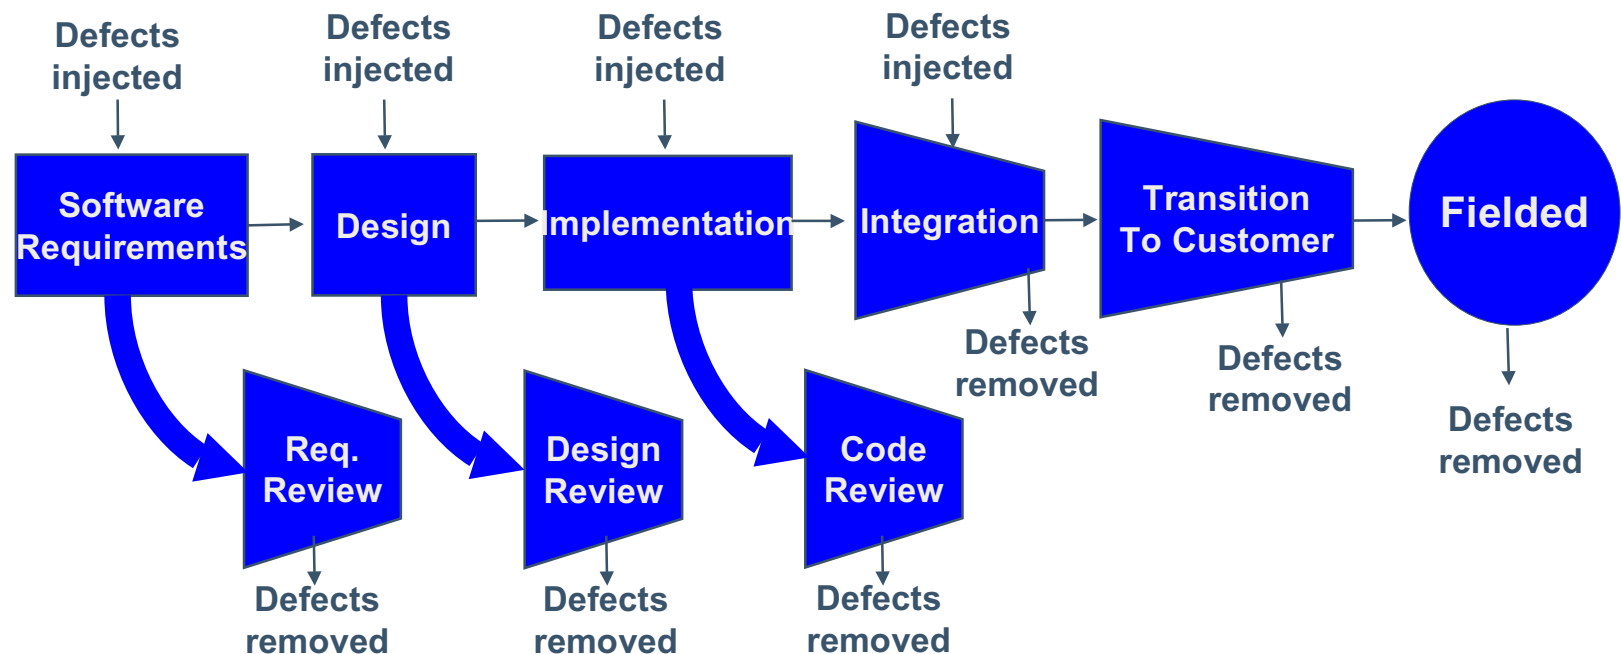 Defects
injected
Defects
injected
Defects
injected
Defects
injected
Software
Requirements
Design
Implementation
Integration
Transition
To Customer
Fielded
Defects
removed
Defects
removed
Defects
removed
Req.
Review
Design
Review
Code
Review
Defects
removed
Defects
removed
Defects
removed